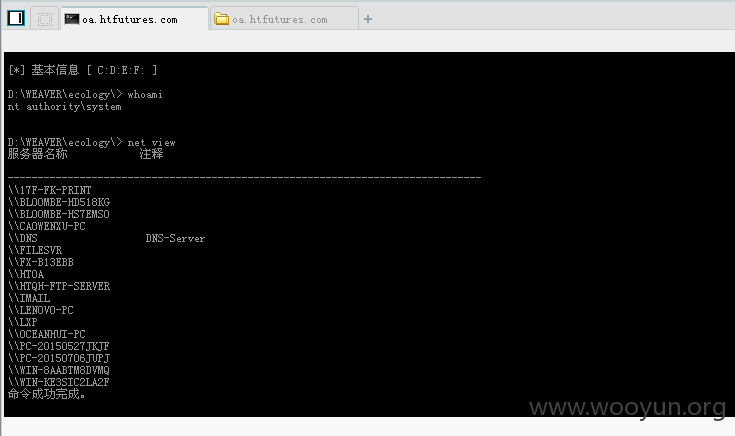 oa.htfutures.com
oa.htfutures.com
[*] 基本信息 [ C:D:E:F: ]
D:\WEAVER\ecology\> whoami
nt authority\system
D:\WEAVER\ecology\> net view
服务器名称 注释
-------------------------------------------------------------------------------
\\17F-FK-PRINT
\\BLOOMBE-HD518KG
\\BLOOMBE-HS7EMSO
\\CAOWENXU-PC
\\DNS DNS-Server
\\FILESVR
\\FX-B13EBB
\\HTOA
\\HTQH-FTP-SERVER
\\IMAIL
\\LENOVO-PC
\\LXP
\\OCEANHUI-PC
\\PC-20150527JKJF
\\PC-20150706JUPJ
\\WIN-8AABTM8DVMQ
\\WIN-KE3SIC2LA2F
命令成功完成。
www.wooyun.org